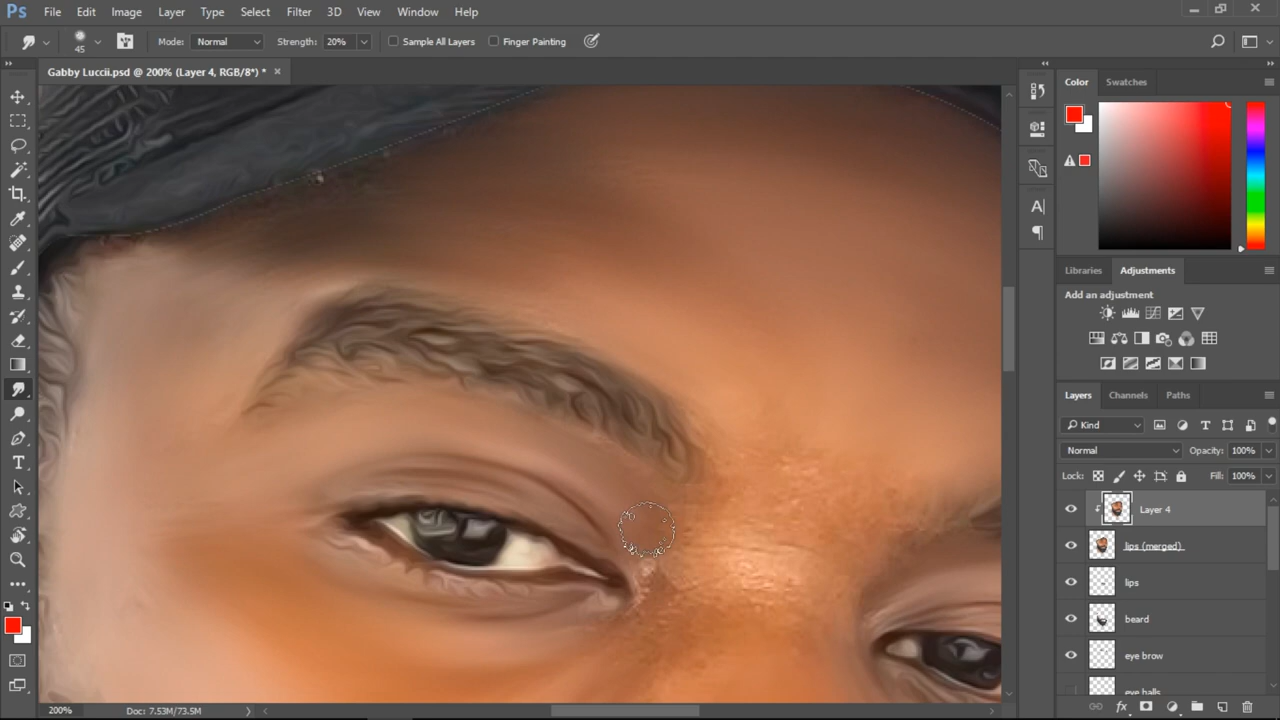 Ps File Edit Image Layer Type Select Filter 3D View Window Help
45 Mode: Normal Strength: 20% Sample All Layers Finger Painting
Gabby Luccii.psd @ 200% (Layer 4, RGB/8*) * ×
Color Swatches
Libraries Adjustments
Add an adjustment
Layers Channels Paths
Kind
Normal Opacity: 100%
Lock: Fill: 100%
Layer 4
lips (merged)
lips
beard
eye brow
eye balls
200% Doc: 7.53M/73.5M